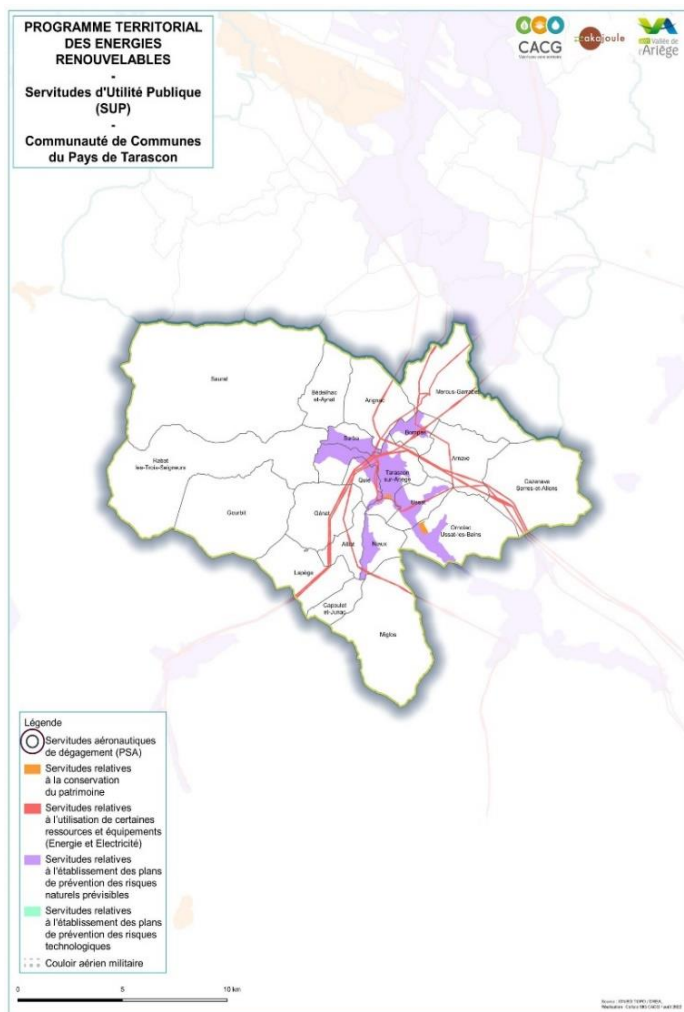 PROGRAMME TERRITORIAL
DES ENERGIES
RENOUVELABLES
-
Servitudes d'Utilité Publique
(SUP)
-
Communauté de Communes
du Pays de Tarascon
CACG
akajoule
Vallée de
l'Ariège
Saurat
Bédeilhac
et-Aynat
Arignac
Mercus-Garrabet
Surba
Bompas
Rabat
les-Trois-Seigneurs
Quié
Tarascon
sur-Ariège
Arnave
Cazenave
Serres-et-Allens
Gourbit
Génat
Ussat
Ornolac
Ussat-les-Bains
Alliat
Niaux
Lapège
Capoulet
et-Junac
Miglos
Légende
Servitudes aéronautiques
de dégagement (PSA)
Servitudes relatives
à la conservation
du patrimoine
Servitudes relatives
à l'utilisation de certaines
ressources et équipements
(Energie et Electricité)
Servitudes relatives
à l'établissement des plans
de prévention des risques
naturels prévisibles
Servitudes relatives
à l'établissement des plans
de prévention des risques
technologiques
Couloir aérien militaire
0 5 10 km